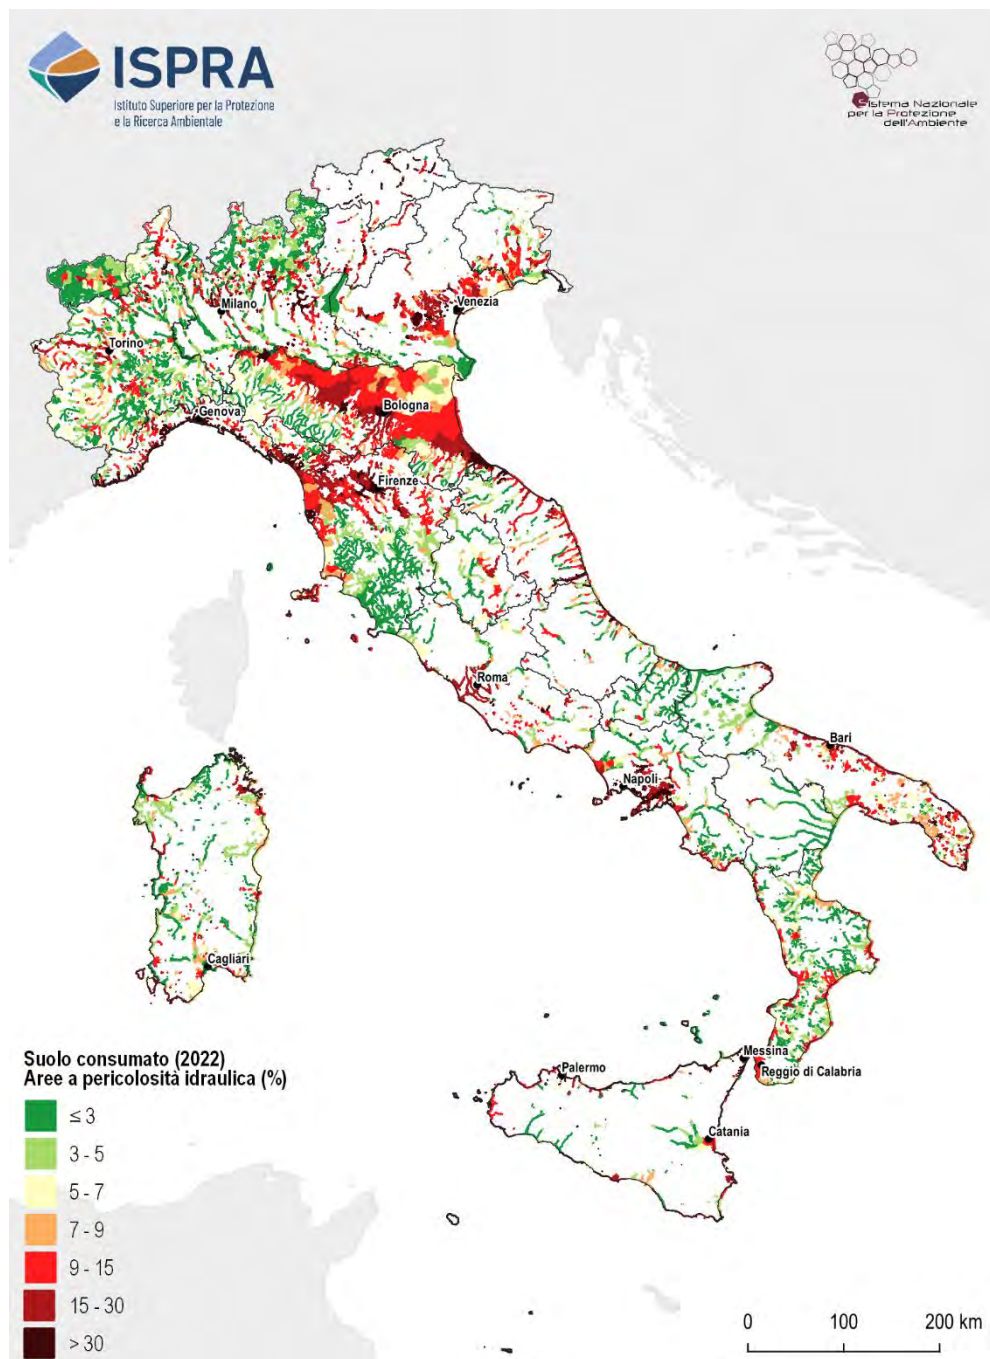 ISPRA
Istituto Superiore per la Protezione
e la Ricerca Ambientale
Sistema Nazionale
per la Protezione
dell'Ambiente
Milano
Venezia
Torino
Genova
Bologna
Firenze
Roma
Bari
Napoli
Cagliari
Messina
Palermo
Reggio di Calabria
Catania
Suolo consumato (2022)
Aree a pericolosità idraulica (%)
≤ 3
3 - 5
5 - 7
7 - 9
9 - 15
15 - 30
> 30
0 100 200 km